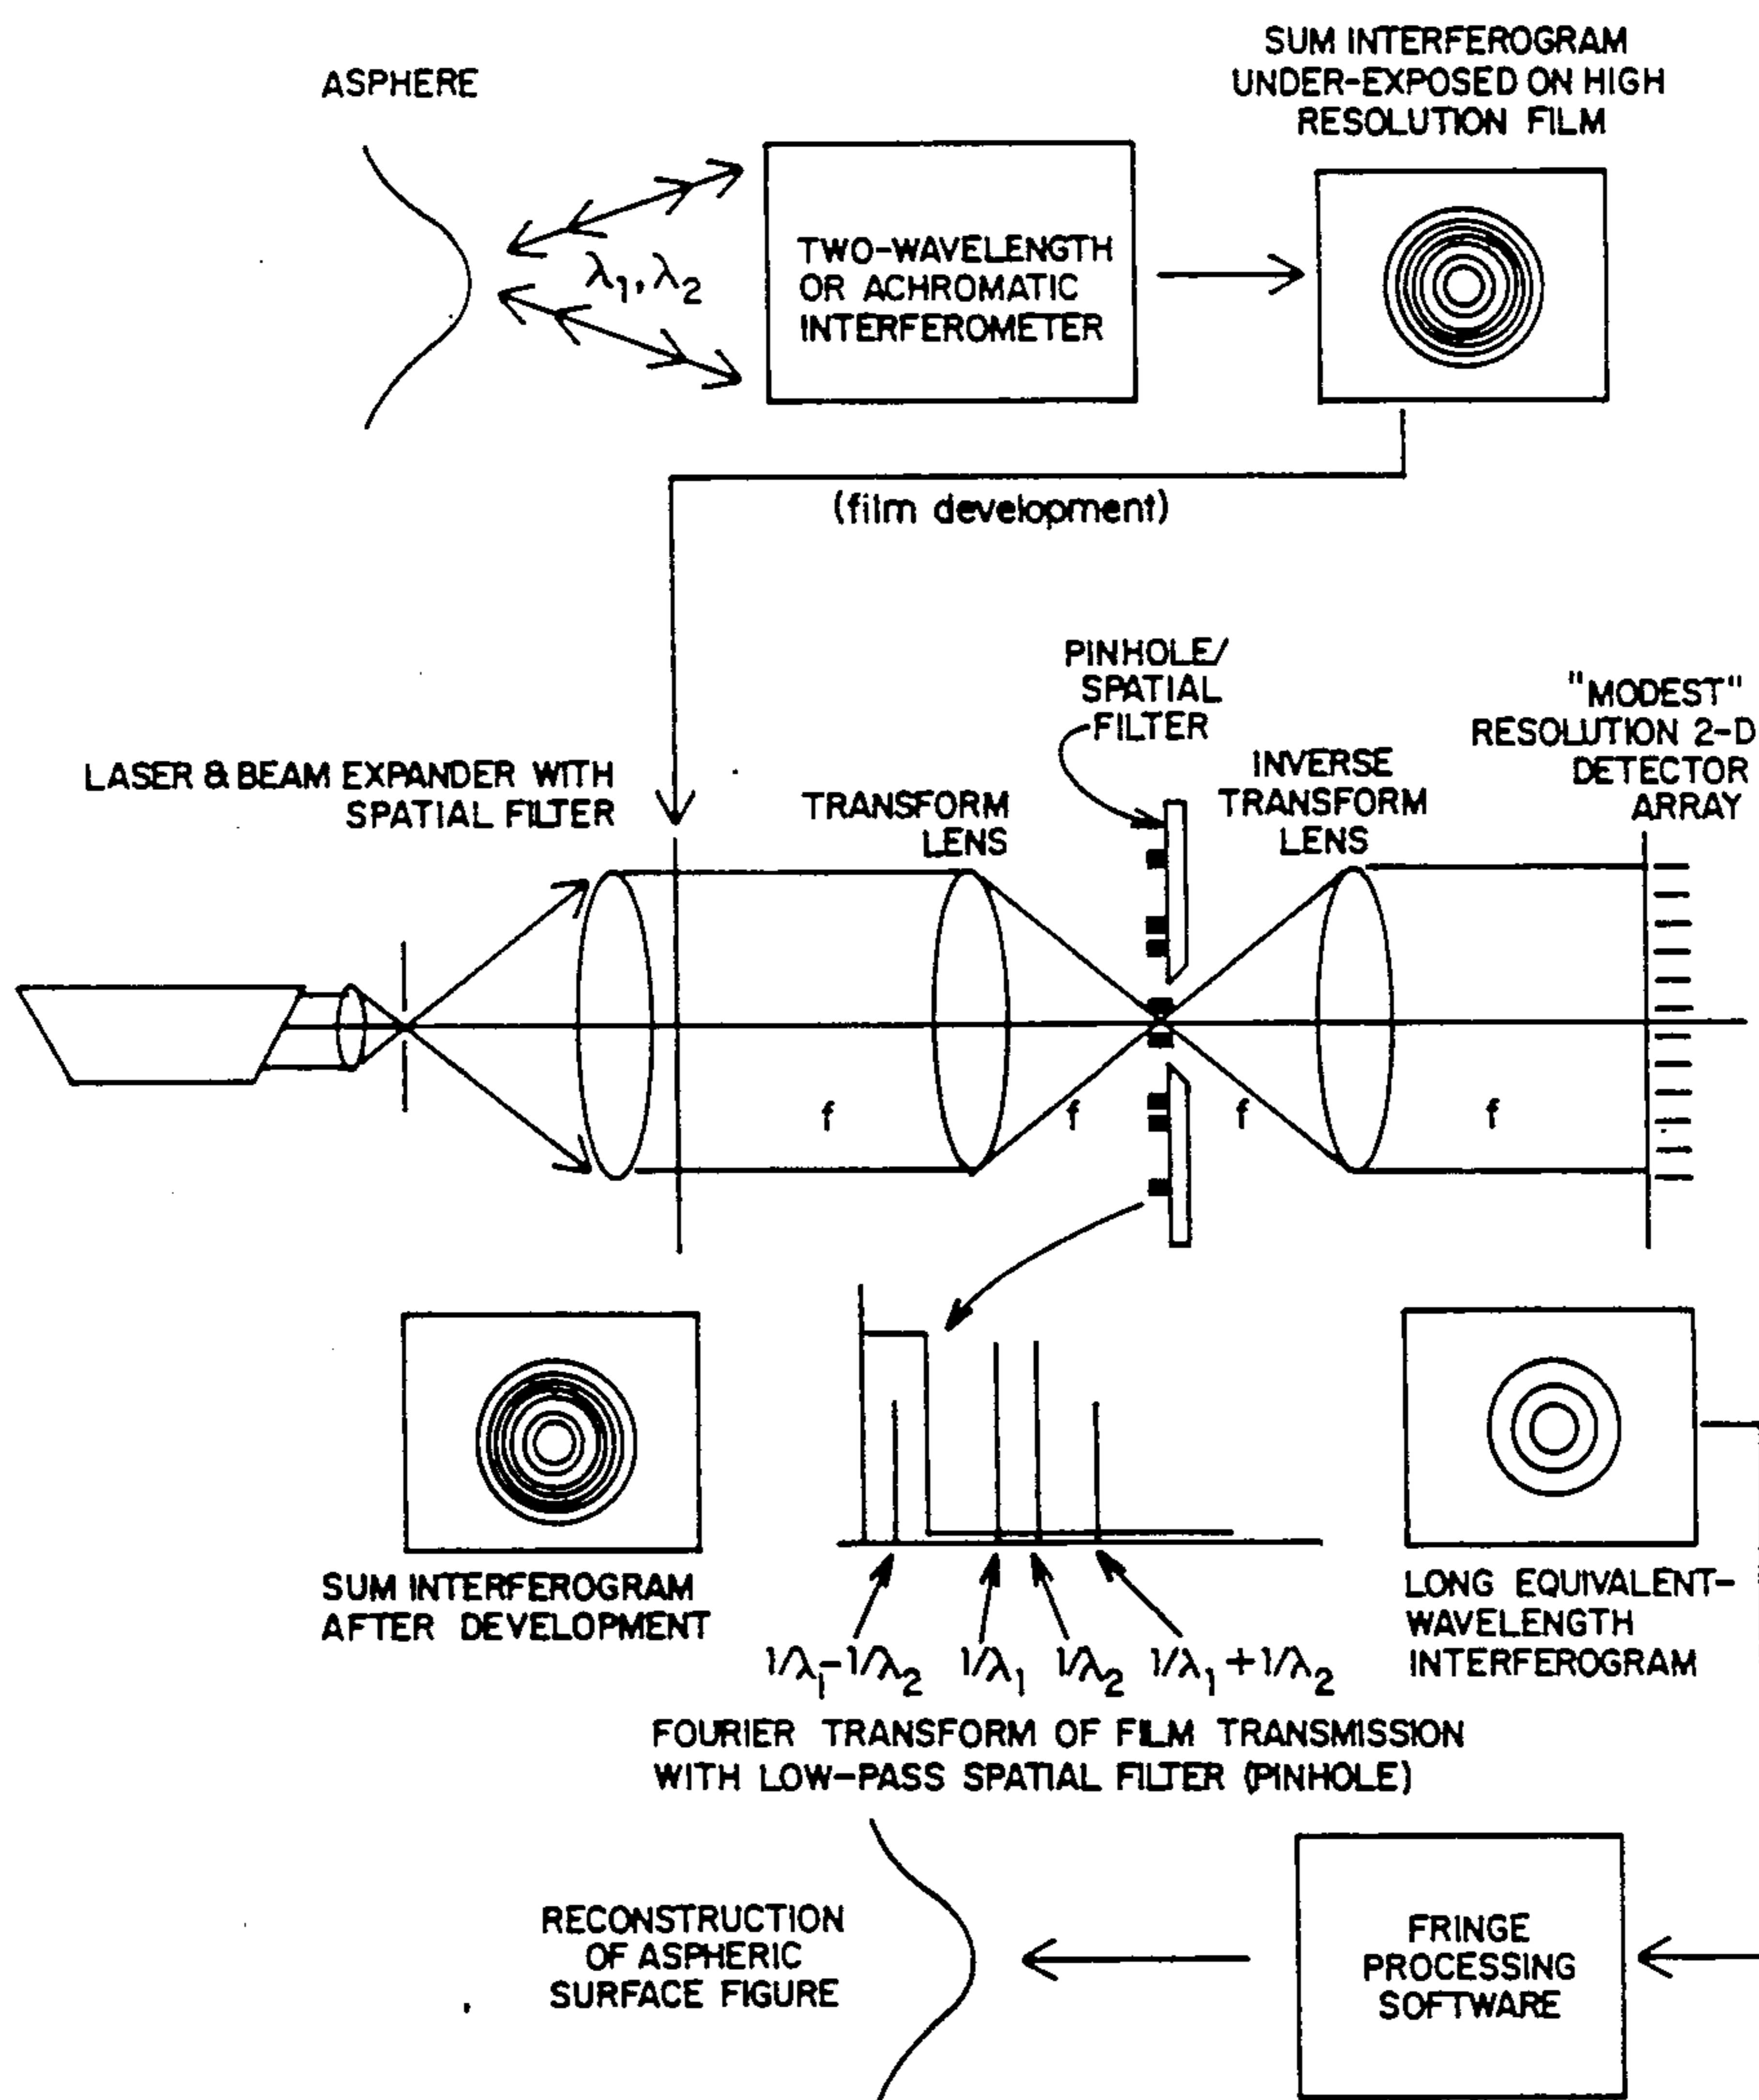 ASPHERE
SUM INTERFEROGRAM
UNDER-EXPOSED ON HIGH
RESOLUTION FILM
λ₁, λ₂
TWO-WAVELENGTH
OR ACHROMATIC
INTERFEROMETER
(film development)
PINHOLE/
SPATIAL
FILTER
"MODEST"
RESOLUTION 2-D
DETECTOR
ARRAY
LASER & BEAM EXPANDER WITH
SPATIAL FILTER
TRANSFORM
LENS
INVERSE
TRANSFORM
LENS
f
f
f
f
SUM INTERFEROGRAM
AFTER DEVELOPMENT
1/λ₁-1/λ₂ 1/λ₁ 1/λ₂ 1/λ₁+1/λ₂
FOURIER TRANSFORM OF FILM TRANSMISSION
WITH LOW-PASS SPATIAL FILTER (PINHOLE)
LONG EQUIVALENT-
WAVELENGTH
INTERFEROGRAM
RECONSTRUCTION
OF ASPHERIC
SURFACE FIGURE
FRINGE
PROCESSING
SOFTWARE